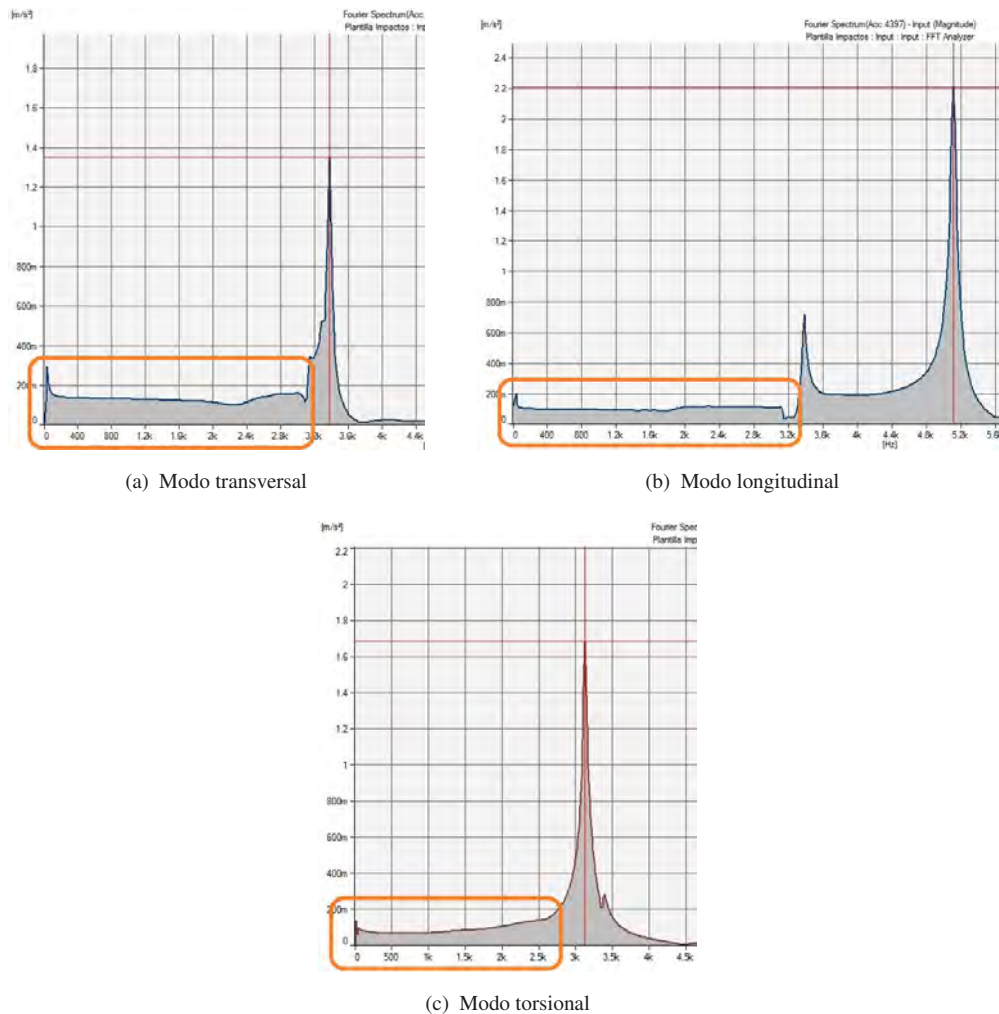 [m/s²]
Fourier Spectrum(Acc
Plantilla Impactos : Inp
1.8
1.6
1.4
1.2
1
800m
600m
400m
200m
0
0 400 800 1.2k 1.6k 2k 2.4k 2.8k 3.2k 3.6k 4k 4.4k
(a) Modo transversal
[m/s²]
Fourier Spectrum(Acc 4397) - Input (Magnitude)
Plantilla Impactos : Input : Input : FFT Analyzer
2.4
2.2
2
1.8
1.6
1.4
1.2
1
800m
600m
400m
200
0
0 400 800 1.2k 1.6k 2k 2.4k 2.8k 3.2k 3.6k 4k 4.4k 4.8k 5.2k 5.6
[Hz]
(b) Modo longitudinal
[m/s²]
Fourier Spec
Plantilla Imp
2.2
2
1.8
1.6
1.4
1.2
1
800m
600m
400m
200m
0
0 500 1k 1.5k 2k 2.5k 3k 3.5k 4k 4.5k
(c) Modo torsional